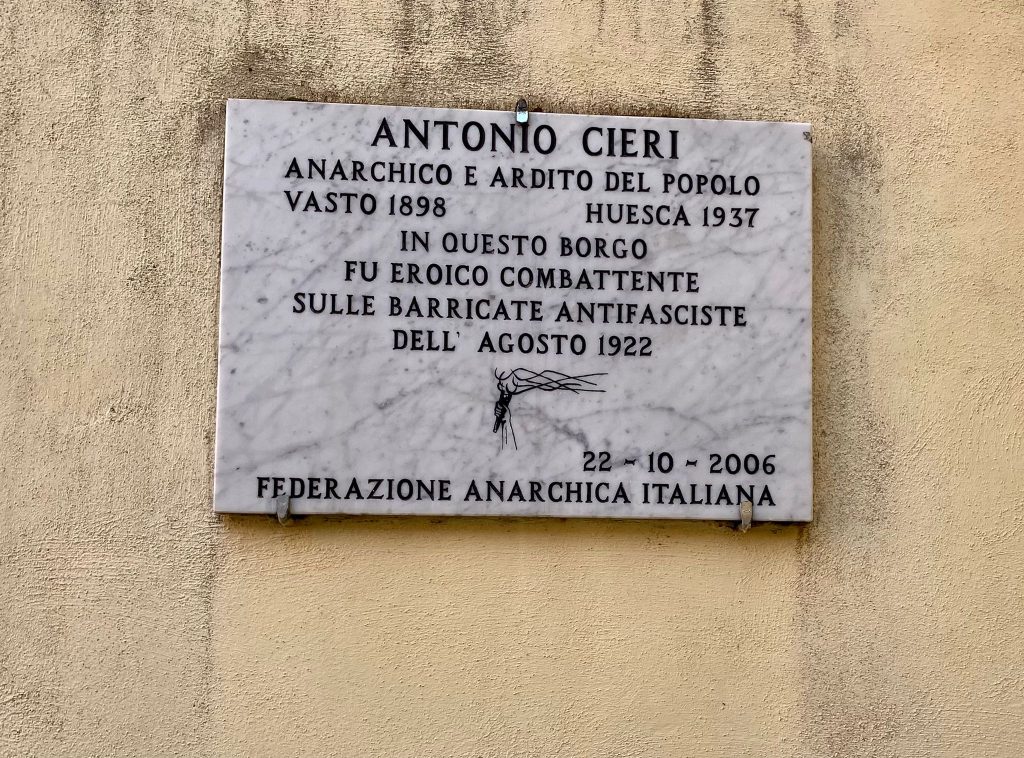 ANTONIO CIERI
ANARCHICO E ARDITO DEL POPOLO
VASTO 1898 HUESCA 1937
IN QUESTO BORGO
FU EROICO COMBATTENTE
SULLE BARRICATE ANTIFASCISTE
DELL' AGOSTO 1922
22 - 10 - 2006
FEDERAZIONE ANARCHICA ITALIANA